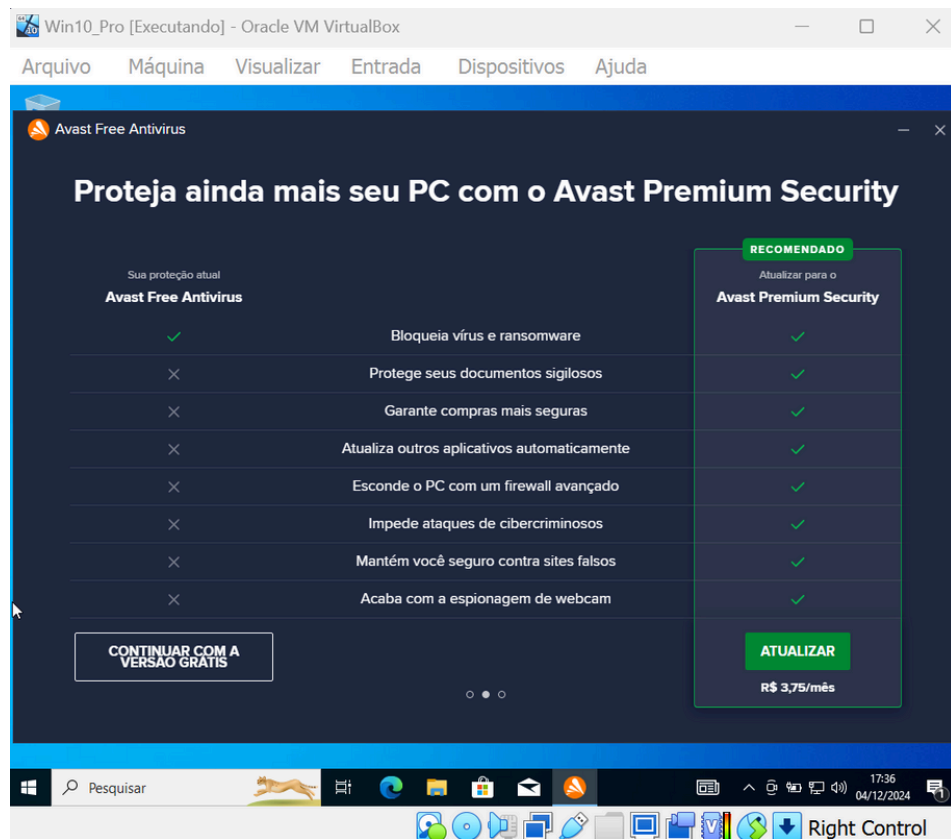 Win10_Pro [Executando] - Oracle VM VirtualBox
Arquivo Máquina Visualizar Entrada Dispositivos Ajuda
Avast Free Antivirus
Proteja ainda mais seu PC com o Avast Premium Security
RECOMENDADO
Sua proteção atual
Avast Free Antivirus
Atualizar para o
Avast Premium Security
Bloqueia vírus e ransomware
Protege seus documentos sigilosos
Garante compras mais seguras
Atualiza outros aplicativos automaticamente
Esconde o PC com um firewall avançado
Impede ataques de cibercriminosos
Mantém você seguro contra sites falsos
Acaba com a espionagem de webcam
CONTINUAR COM A
VERSÃO GRÁTIS
ATUALIZAR
R$ 3,75/mês
Pesquisar
17:36
04/12/2024
1
Right Control